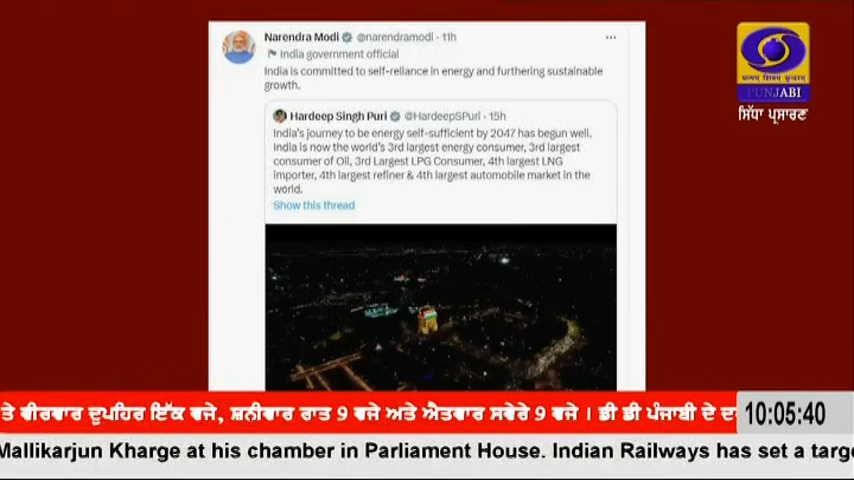 Narendra Modi @narendramodi · 11h
India government official
India is committed to self-reliance in energy and furthering sustainable
growth.
Hardeep Singh Puri @HardeepSPuri · 15h
India's journey to be energy self-sufficient by 2047 has begun well.
India is now the world's 3rd largest energy consumer, 3rd largest
consumer of Oil, 3rd Largest LPG Consumer, 4th largest LNG
importer, 4th largest refiner & 4th largest automobile market in the
world.
Show this thread
सत्यम् शिवम् सुन्दरम्
PUNJABI
ਸਿੱਧਾ ਪ੍ਰਸਾਰਣ
ਤੇ ਵੀਰਵਾਰ ਦੁਪਹਿਰ ਇੱਕ ਵਜੇ, ਸ਼ਨੀਵਾਰ ਰਾਤ 9 ਵਜੇ ਅਤੇ ਐਤਵਾਰ ਸਵੇਰੇ 9 ਵਜੇ । ਡੀ ਡੀ ਪੰਜਾਬੀ ਦੇ
10:05:40
Mallikarjun Kharge at his chamber in Parliament House. Indian Railways has set a targe